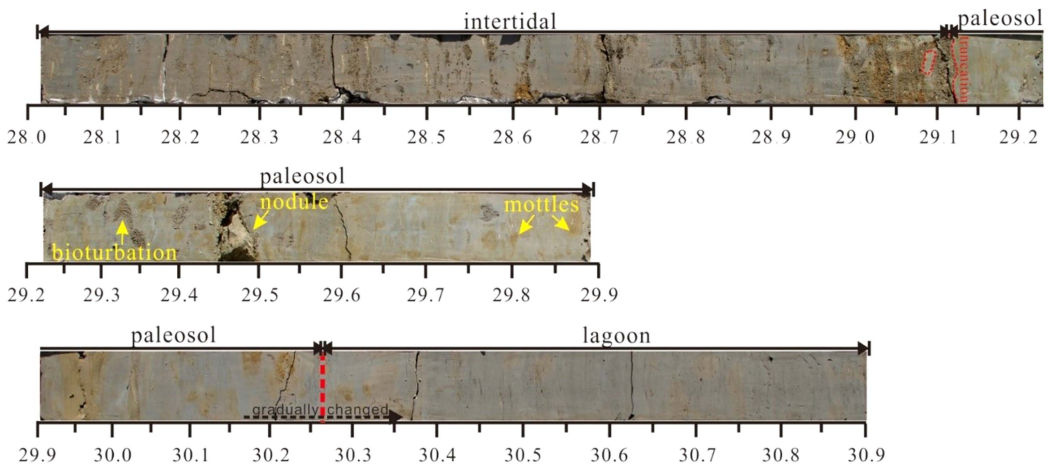 intertidal paleosol
truncation
28.0 28.1 28.2 28.3 28.4 28.5 28.6 28.7 28.8 28.9 29.0 29.1 29.2
paleosol
nodule mottles
bioturbation
29.2 29.3 29.4 29.5 29.6 29.7 29.8 29.9
paleosol lagoon
gradually changed
29.9 30.0 30.1 30.2 30.3 30.4 30.5 30.6 30.7 30.8 30.9